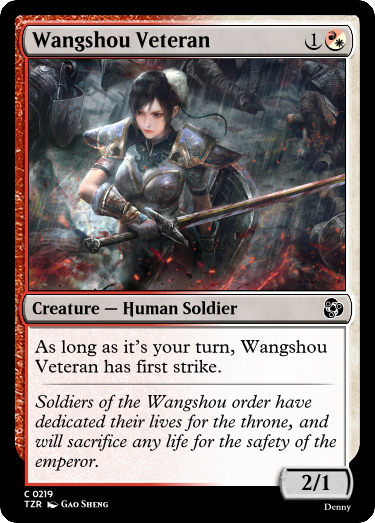 Wangshou Veteran 1
Creature — Human Soldier
As long as it's your turn, Wangshou
Veteran has first strike.
Soldiers of the Wangshou order have
dedicated their lives for the throne, and
will sacrifice any life for the safety of the
emperor.
2/1
C 0219
TZR Gao Sheng
Denny